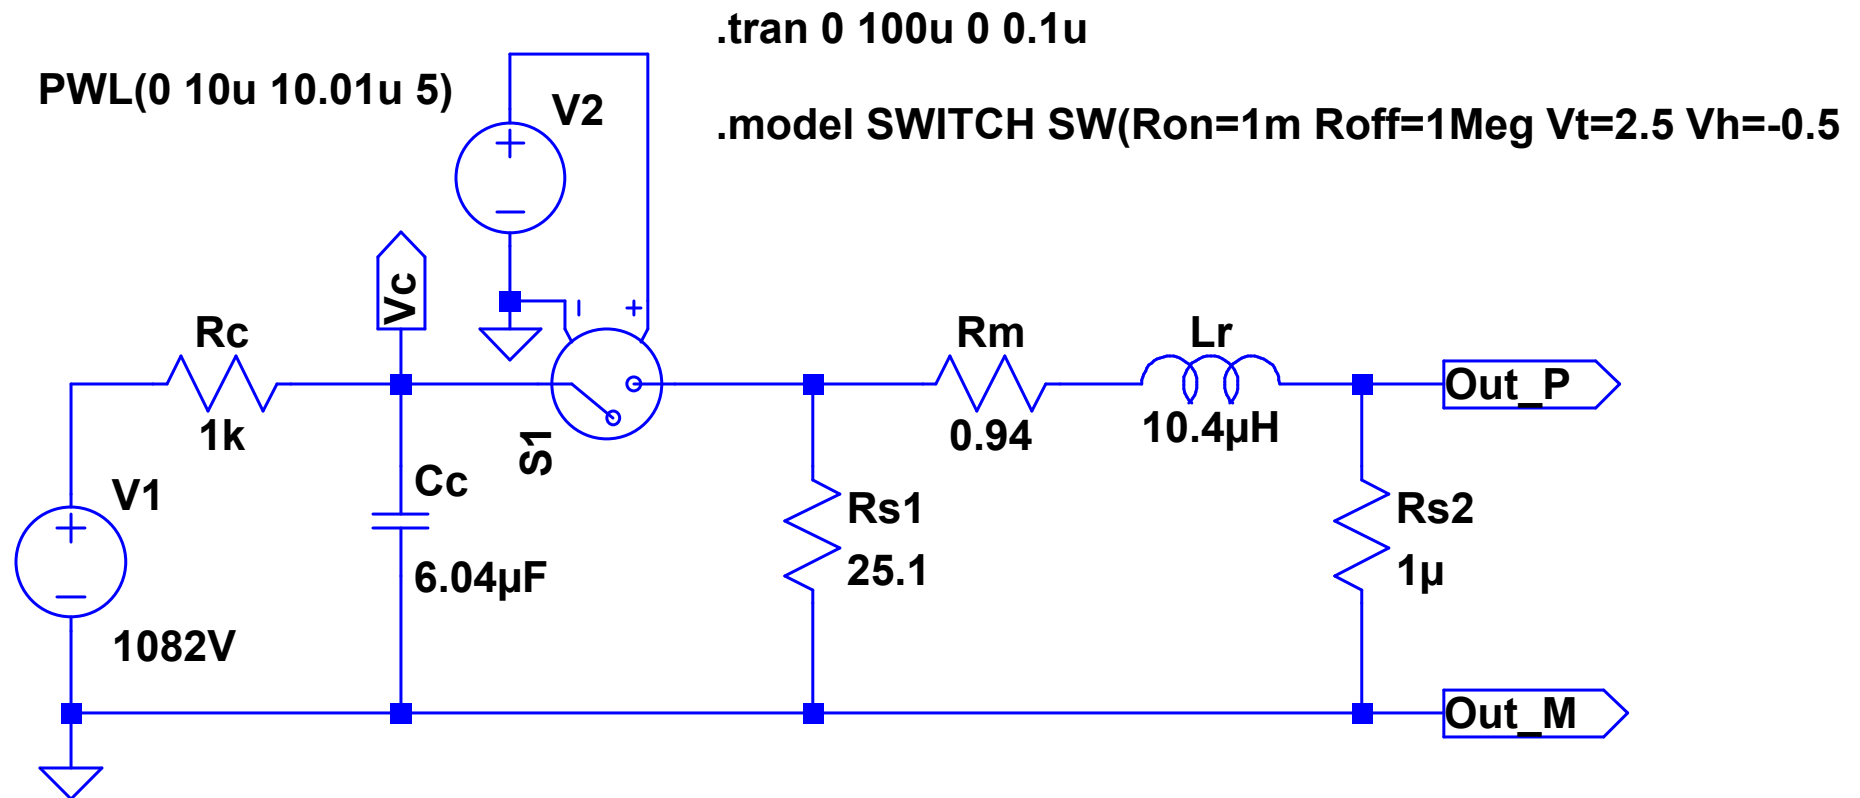 .tran 0 100u 0 0.1u
PWL(0 10u 10.01u 5)
V2
.model SWITCH SW(Ron=1m Roff=1Meg Vt=2.5 Vh=-0.5
Vc
Rc
1k
S1
Rm
0.94
Lr
10.4µH
Out_P
V1
1082V
Cc
6.04µF
Rs1
25.1
Rs2
1µ
Out_M